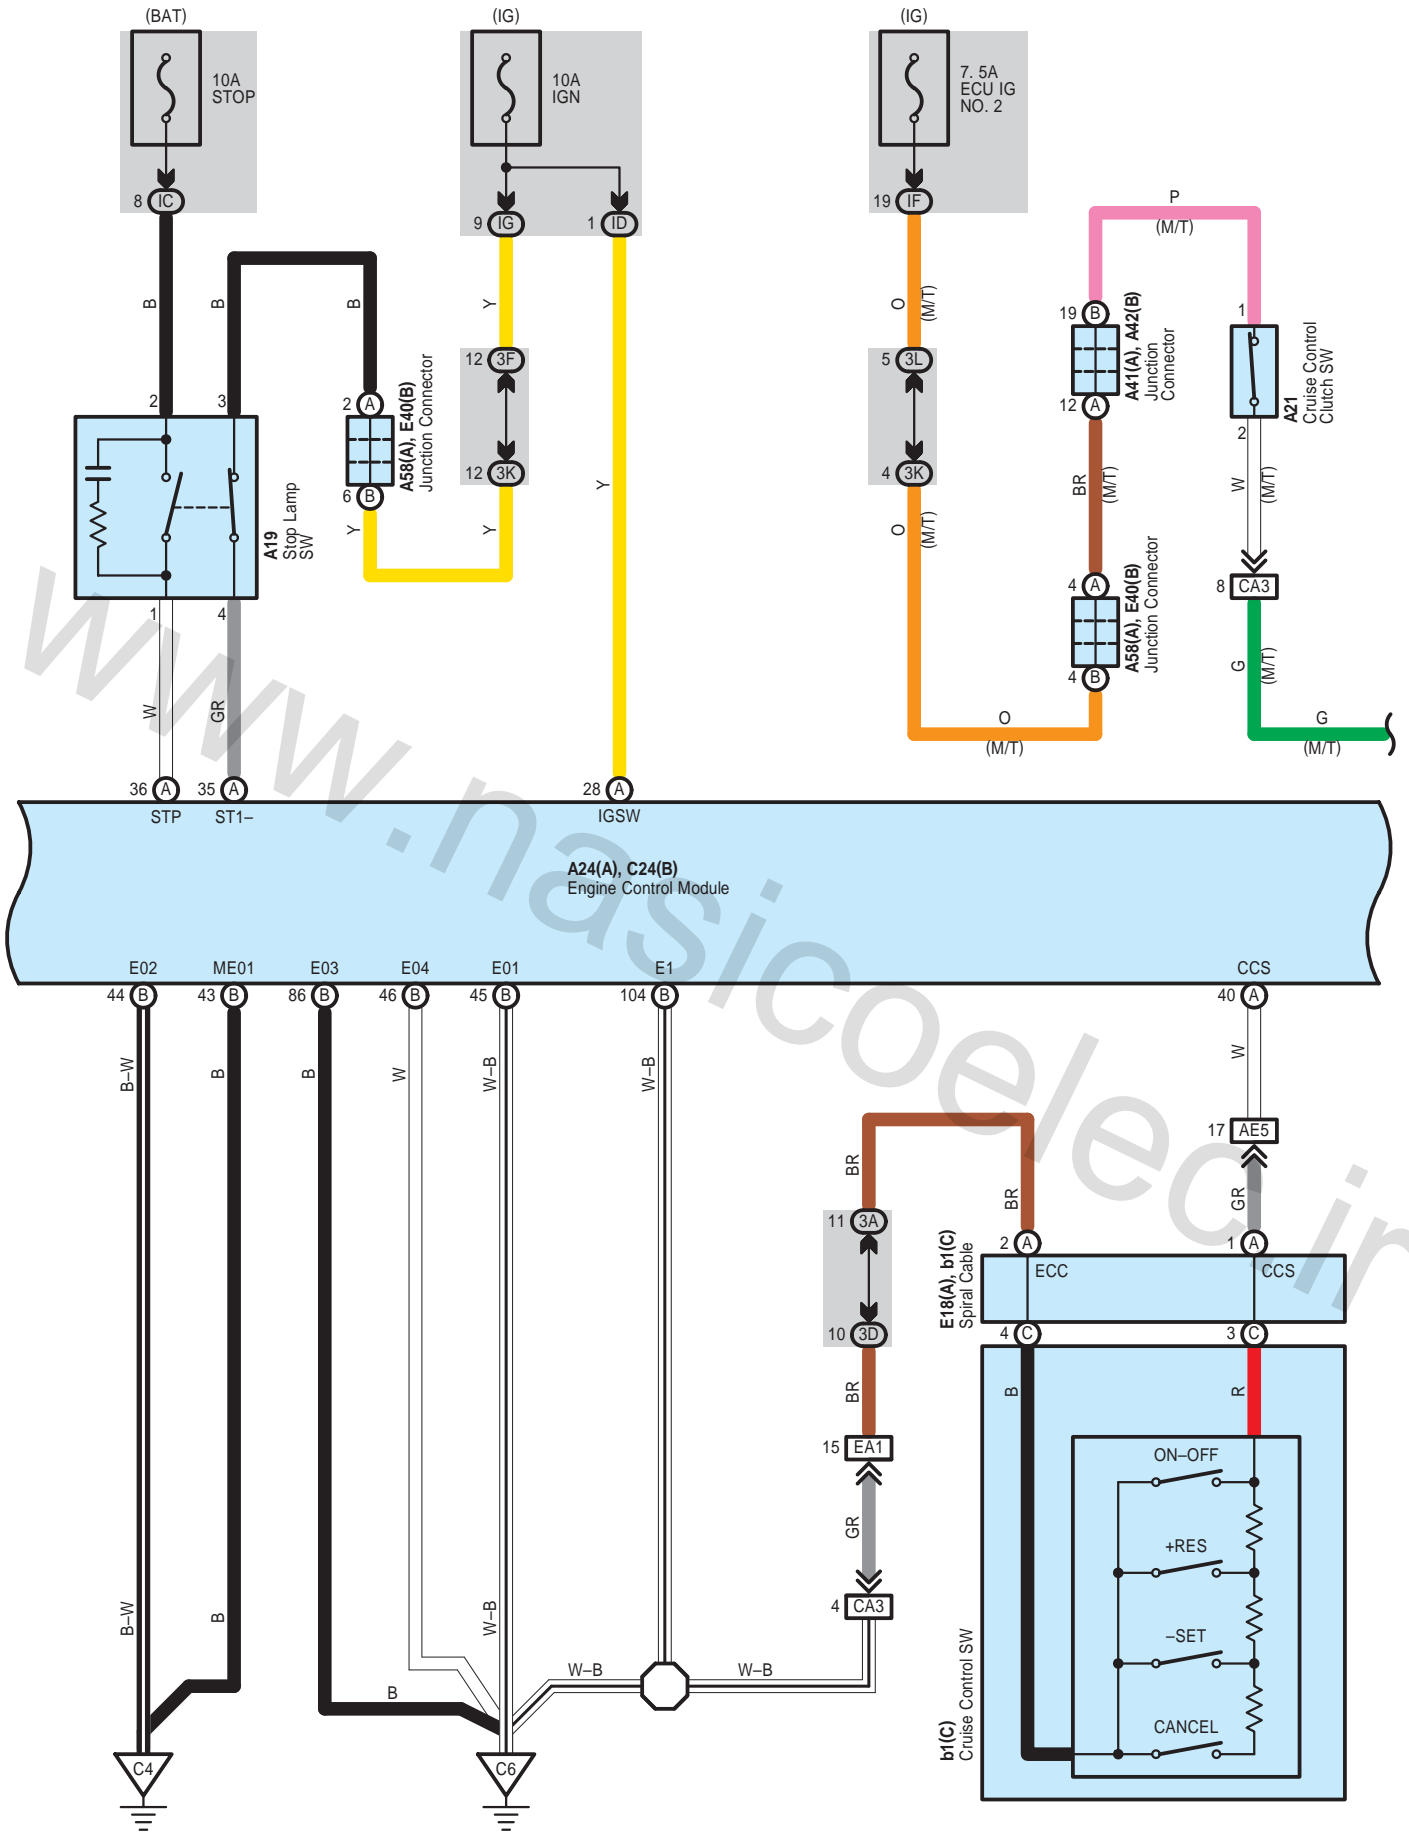 (BAT)
(IG)
(IG)
10A
STOP
10A
IGN
7. 5A
ECU IG
NO. 2
8 IC
9 IG
1 ID
19 IF
P
(M/T)
B
B
B
Y
O
(M/T)
19 B
A41(A), A42(B)
Junction
Connector
12 A
1
A21
Cruise Control
Clutch SW
2
12 3F
5 3L
2
3
2 A
A58(A), E40(B)
Junction Connector
6 B
12 3K
4 3K
Y
BR
(M/T)
W
(M/T)
A19
Stop Lamp
SW
Y
Y
O
(M/T)
4 A
A58(A), E40(B)
Junction Connector
4 B
8 CA3
1
4
W
GR
G
(M/T)
O
(M/T)
G
(M/T)
36 A
35 A
28 A
STP
ST1–
IGSW
A24(A), C24(B)
Engine Control Module
www.nasicoelec.ir
E02
ME01
E03
E04
E01
E1
CCS
44 B
43 B
86 B
46 B
45 B
104 B
40 A
B–W
B
B
W
W–B
W–B
W
17 AE5
BR
BR
GR
11 3A
2 A
1 A
E18(A), b1(C)
Spiral Cable
ECC
CCS
10 3D
4 C
3 C
BR
B
R
15 EA1
ON–OFF
GR
+RES
4 CA3
B–W
B
W–B
–SET
W–B
W–B
B
CANCEL
b1(C)
Cruise Control SW
C4
C6